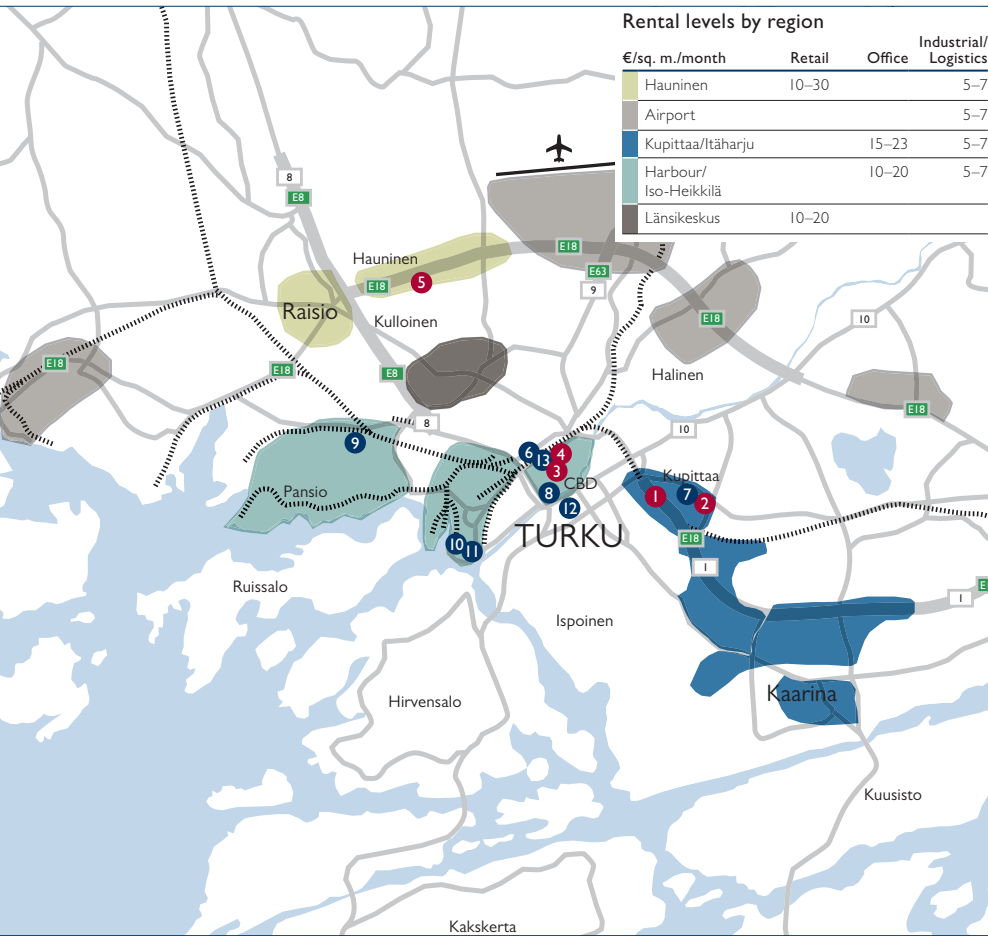 Rental levels by region
€/sq. m./month Retail Office Industrial/
Logistics
Hauninen 10–30 5–7
Airport 5–7
Kupittaa/Itäharju 15–23 5–7
Harbour/ 10–20 5–7
Iso-Heikkilä
Länsikeskus 10–20
8
E8
E18
Hauninen
E63
E18
5
9
Raisio
Kulloinen
E18
10
E18
E18
E8
Halinen
E18
8
10
9
6
4
13
3
CBD
Kupittaa
Pansio
8
1
7
2
12
TURKU
E18
10
11
1
Ruissalo
E
1
Ispoinen
Hirvensalo
Kaarina
Kuusisto
Kakskerta